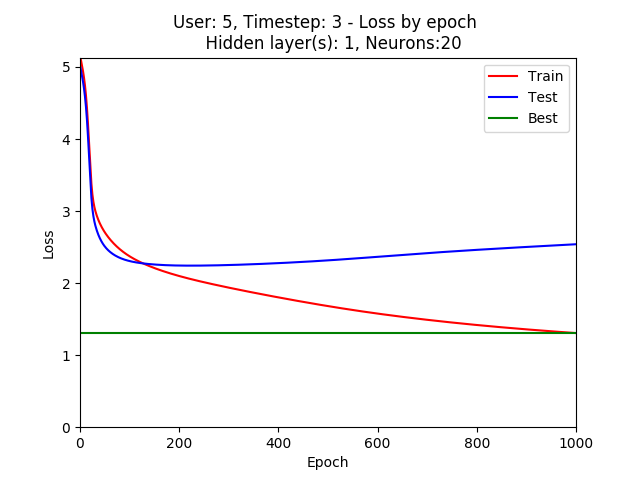 User: 5, Timestep: 3 - Loss by epoch
Hidden layer(s): 1, Neurons:20
Train
Test
Best
Loss
5
4
3
2
1
0
0 200 400 600 800 1000
Epoch